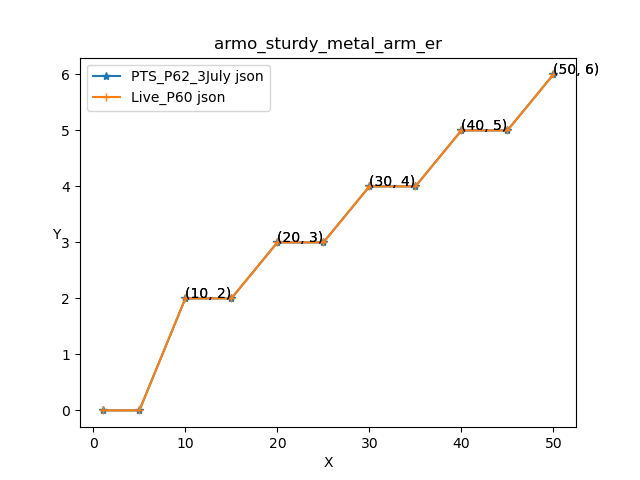 armo_sturdy_metal_arm_er
PTS_P62_3July json
Live_P60 json
(50, 6)
(40, 5)
(30, 4)
(20, 3)
(10, 2)
Y
6
5
4
3
2
1
0
0 10 20 30 40 50
X